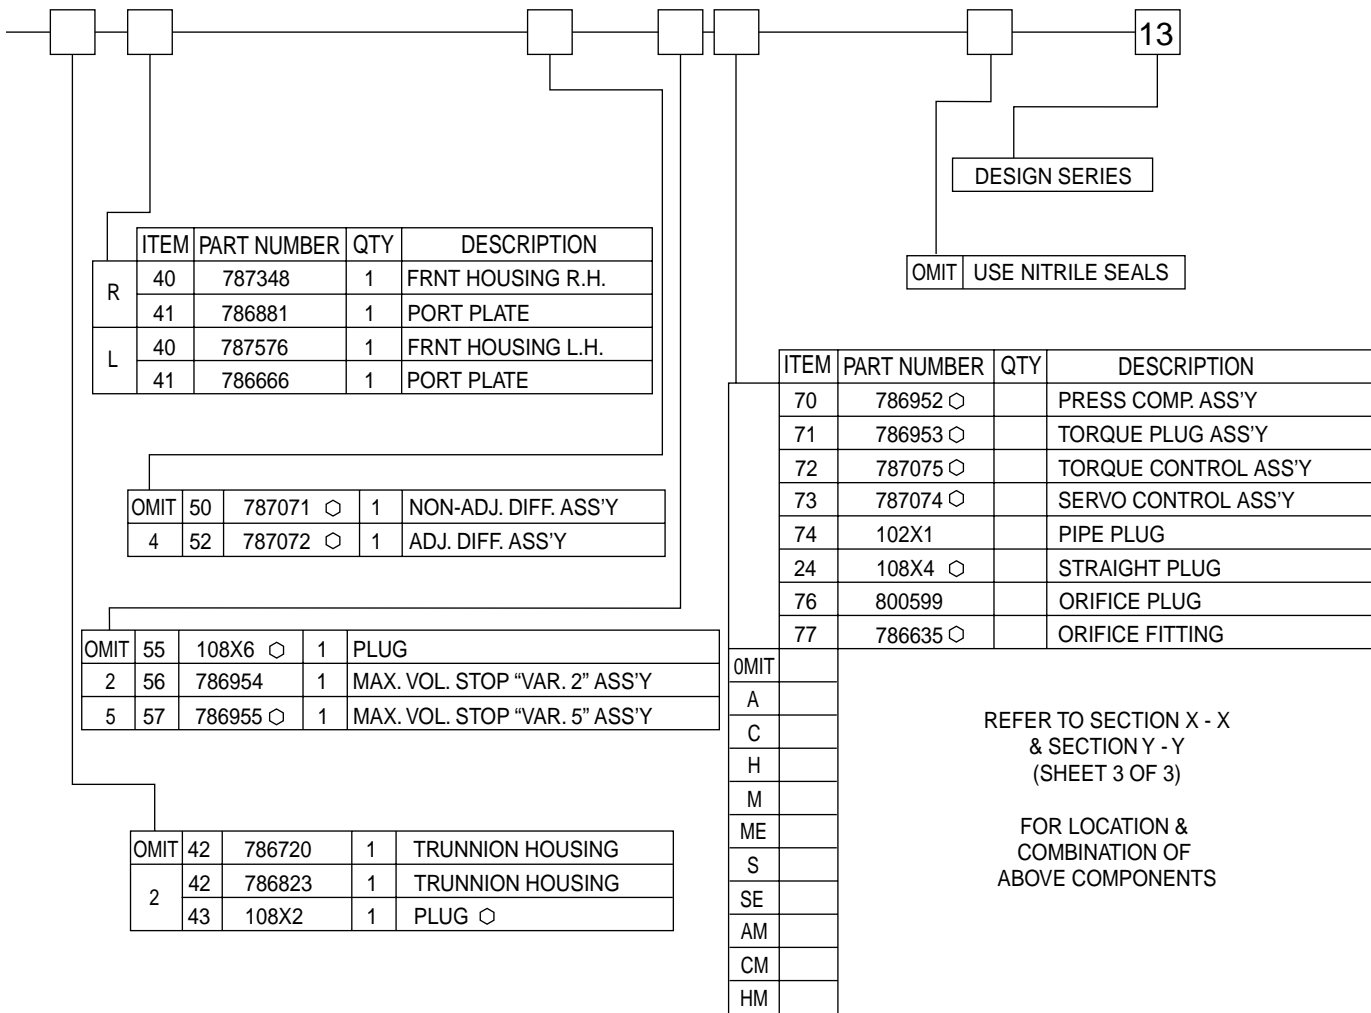 13
DESIGN SERIES
OMIT USE NITRILE SEALS
ITEM PART NUMBER QTY DESCRIPTION
R 40 787348 1 FRNT HOUSING R.H.
41 786881 1 PORT PLATE
L 40 787576 1 FRNT HOUSING L.H.
41 786666 1 PORT PLATE
OMIT 50 787071 ⬡ 1 NON-ADJ. DIFF. ASS'Y
4 52 787072 ⬡ 1 ADJ. DIFF. ASS'Y
OMIT 55 108X6 ⬡ 1 PLUG
2 56 786954 1 MAX. VOL. STOP “VAR. 2” ASS'Y
5 57 786955 ⬡ 1 MAX. VOL. STOP “VAR. 5” ASS'Y
OMIT 42 786720 1 TRUNNION HOUSING
2 42 786823 1 TRUNNION HOUSING
43 108X2 1 PLUG ⬡
ITEM PART NUMBER QTY DESCRIPTION
70 786952 ⬡ PRESS COMP. ASS'Y
71 786953 ⬡ TORQUE PLUG ASS'Y
72 787075 ⬡ TORQUE CONTROL ASS'Y
73 787074 ⬡ SERVO CONTROL ASS'Y
74 102X1 PIPE PLUG
24 108X4 ⬡ STRAIGHT PLUG
76 800599 ORIFICE PLUG
77 786635 ⬡ ORIFICE FITTING
0MIT
A
C
H
M
ME
S
SE
AM
CM
HM
REFER TO SECTION X - X
& SECTION Y - Y
(SHEET 3 OF 3)
FOR LOCATION &
COMBINATION OF
ABOVE COMPONENTS